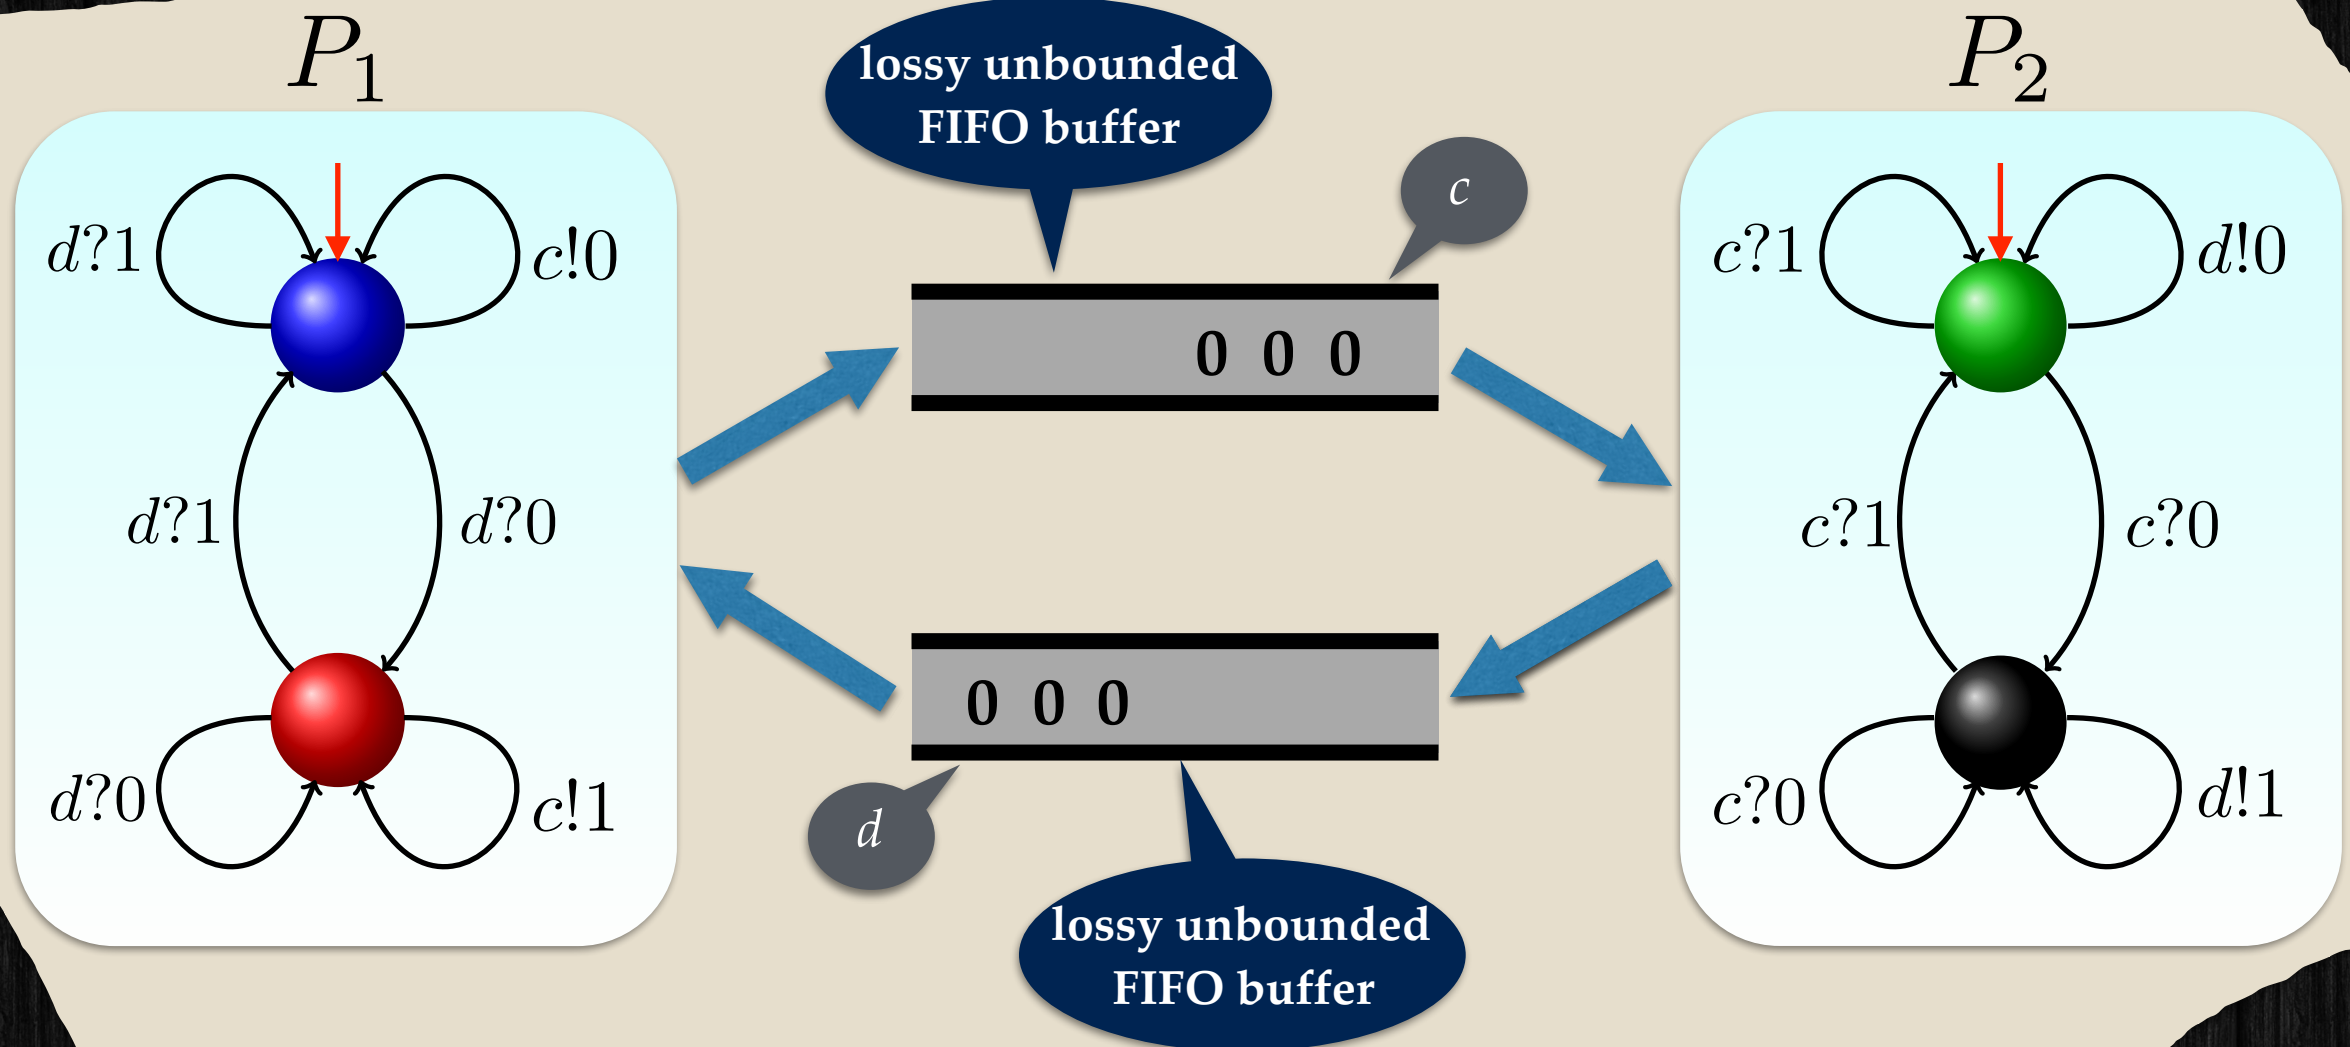 P₁
d?1
c!0
d?1
d?0
d?0
c!1
lossy unbounded
FIFO buffer
c
0 0 0
0 0 0
d
lossy unbounded
FIFO buffer
P₂
c?1
d!0
c?1
c?0
c?0
d!1